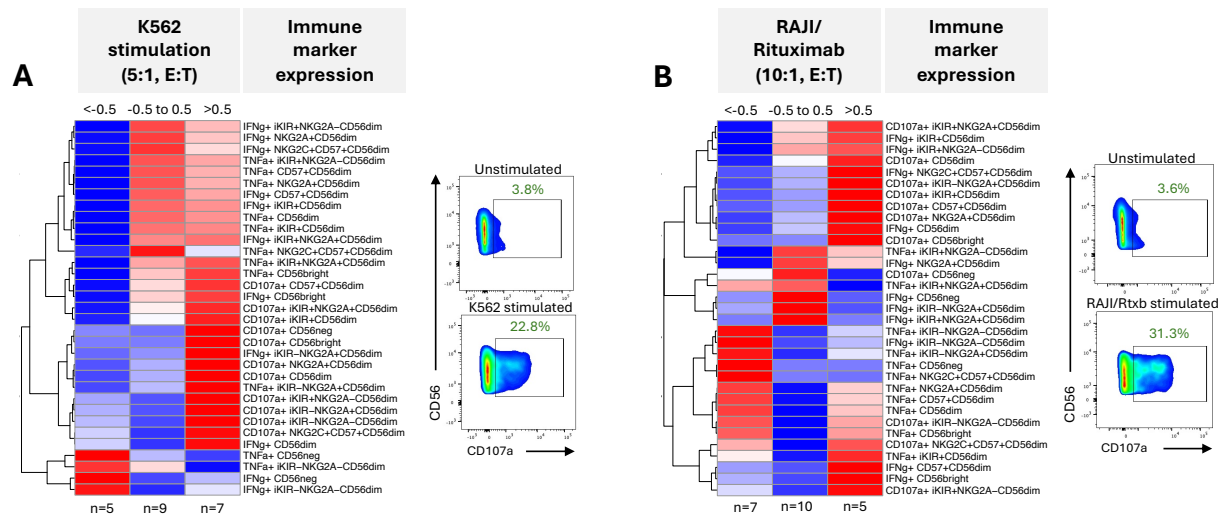 A
K562
stimulation
(5:1, E:T)
Immune
marker
expression
<-0.5
-0.5 to 0.5
>0.5
IFNg+ iKIR+NKG2A–CD56dim
IFNg+ NKG2A+CD56dim
IFNg+ NKG2C+CD57+CD56dim
TNFa+ iKIR+NKG2A–CD56dim
TNFa+ CD57+CD56dim
TNFa+ NKG2A+CD56dim
IFNg+ CD57+CD56dim
IFNg+ iKIR+CD56dim
TNFa+ CD56dim
TNFa+ iKIR+CD56dim
IFNg+ iKIR+NKG2A+CD56dim
TNFa+ NKG2C+CD57+CD56dim
TNFa+ iKIR+NKG2A+CD56dim
TNFa+ CD56bright
CD107a+ CD57+CD56dim
IFNg+ CD56bright
CD107a+ iKIR+NKG2A+CD56dim
CD107a+ iKIR+CD56dim
CD107a+ CD56neg
CD107a+ CD56bright
IFNg+ iKIR–NKG2A+CD56dim
CD107a+ NKG2A+CD56dim
CD107a+ CD56dim
TNFa+ iKIR–NKG2A+CD56dim
CD107a+ iKIR+NKG2A–CD56dim
CD107a+ iKIR–NKG2A+CD56dim
CD107a+ iKIR–NKG2A–CD56dim
CD107a+ NKG2C+CD57+CD56dim
IFNg+ CD56dim
TNFa+ CD56neg
TNFa+ iKIR–NKG2A–CD56dim
IFNg+ CD56neg
IFNg+ iKIR–NKG2A–CD56dim
n=5
n=9
n=7
Unstimulated
3.8%
K562 stimulated
22.8%
CD56
CD107a
B
RAJI/
Rituximab
(10:1, E:T)
Immune
marker
expression
<-0.5
-0.5 to 0.5
>0.5
CD107a+ iKIR+NKG2A+CD56dim
IFNg+ iKIR+CD56dim
IFNg+ iKIR+NKG2A–CD56dim
CD107a+ CD56dim
IFNg+ NKG2C+CD57+CD56dim
CD107a+ iKIR–NKG2A+CD56dim
CD107a+ iKIR+CD56dim
CD107a+ CD57+CD56dim
CD107a+ NKG2A+CD56dim
IFNg+ CD56dim
CD107a+ CD56bright
TNFa+ iKIR+NKG2A–CD56dim
IFNg+ NKG2A+CD56dim
CD107a+ CD56neg
TNFa+ iKIR+NKG2A+CD56dim
IFNg+ CD56neg
IFNg+ iKIR–NKG2A+CD56dim
IFNg+ iKIR+NKG2A+CD56dim
TNFa+ iKIR–NKG2A–CD56dim
IFNg+ iKIR–NKG2A–CD56dim
TNFa+ iKIR–NKG2A+CD56dim
TNFa+ CD56neg
TNFa+ NKG2C+CD57+CD56dim
TNFa+ NKG2A+CD56dim
TNFa+ CD57+CD56dim
TNFa+ CD56dim
CD107a+ iKIR–NKG2A–CD56dim
TNFa+ CD56bright
CD107a+ NKG2C+CD57+CD56dim
TNFa+ iKIR+CD56dim
IFNg+ CD57+CD56dim
IFNg+ CD56bright
CD107a+ iKIR+NKG2A–CD56dim
n=7
n=10
n=5
Unstimulated
3.6%
RAJI/Rtxb stimulated
31.3%
CD56
CD107a